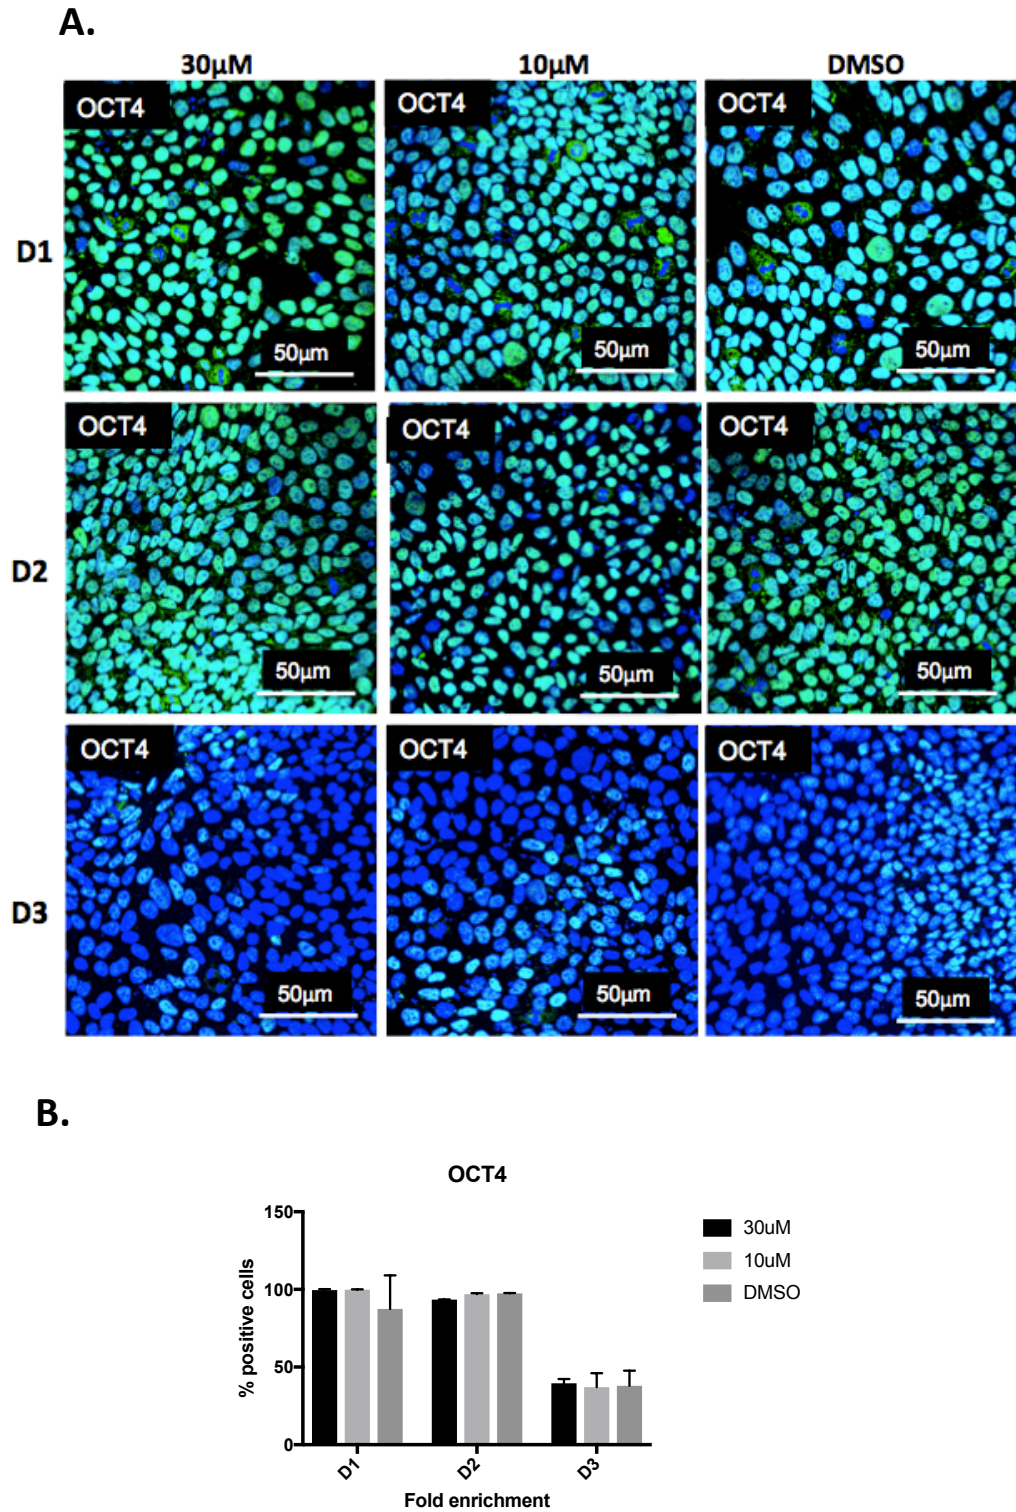 A.
30µM 10µM DMSO
D1
OCT4 OCT4 OCT4
50µm 50µm 50µm
D2
OCT4 OCT4 OCT4
50µm 50µm 50µm
D3
OCT4 OCT4 OCT4
50µm 50µm 50µm
B.
OCT4
% positive cells
150
100
50
0
D1 D2 D3
Fold enrichment
30uM
10uM
DMSO